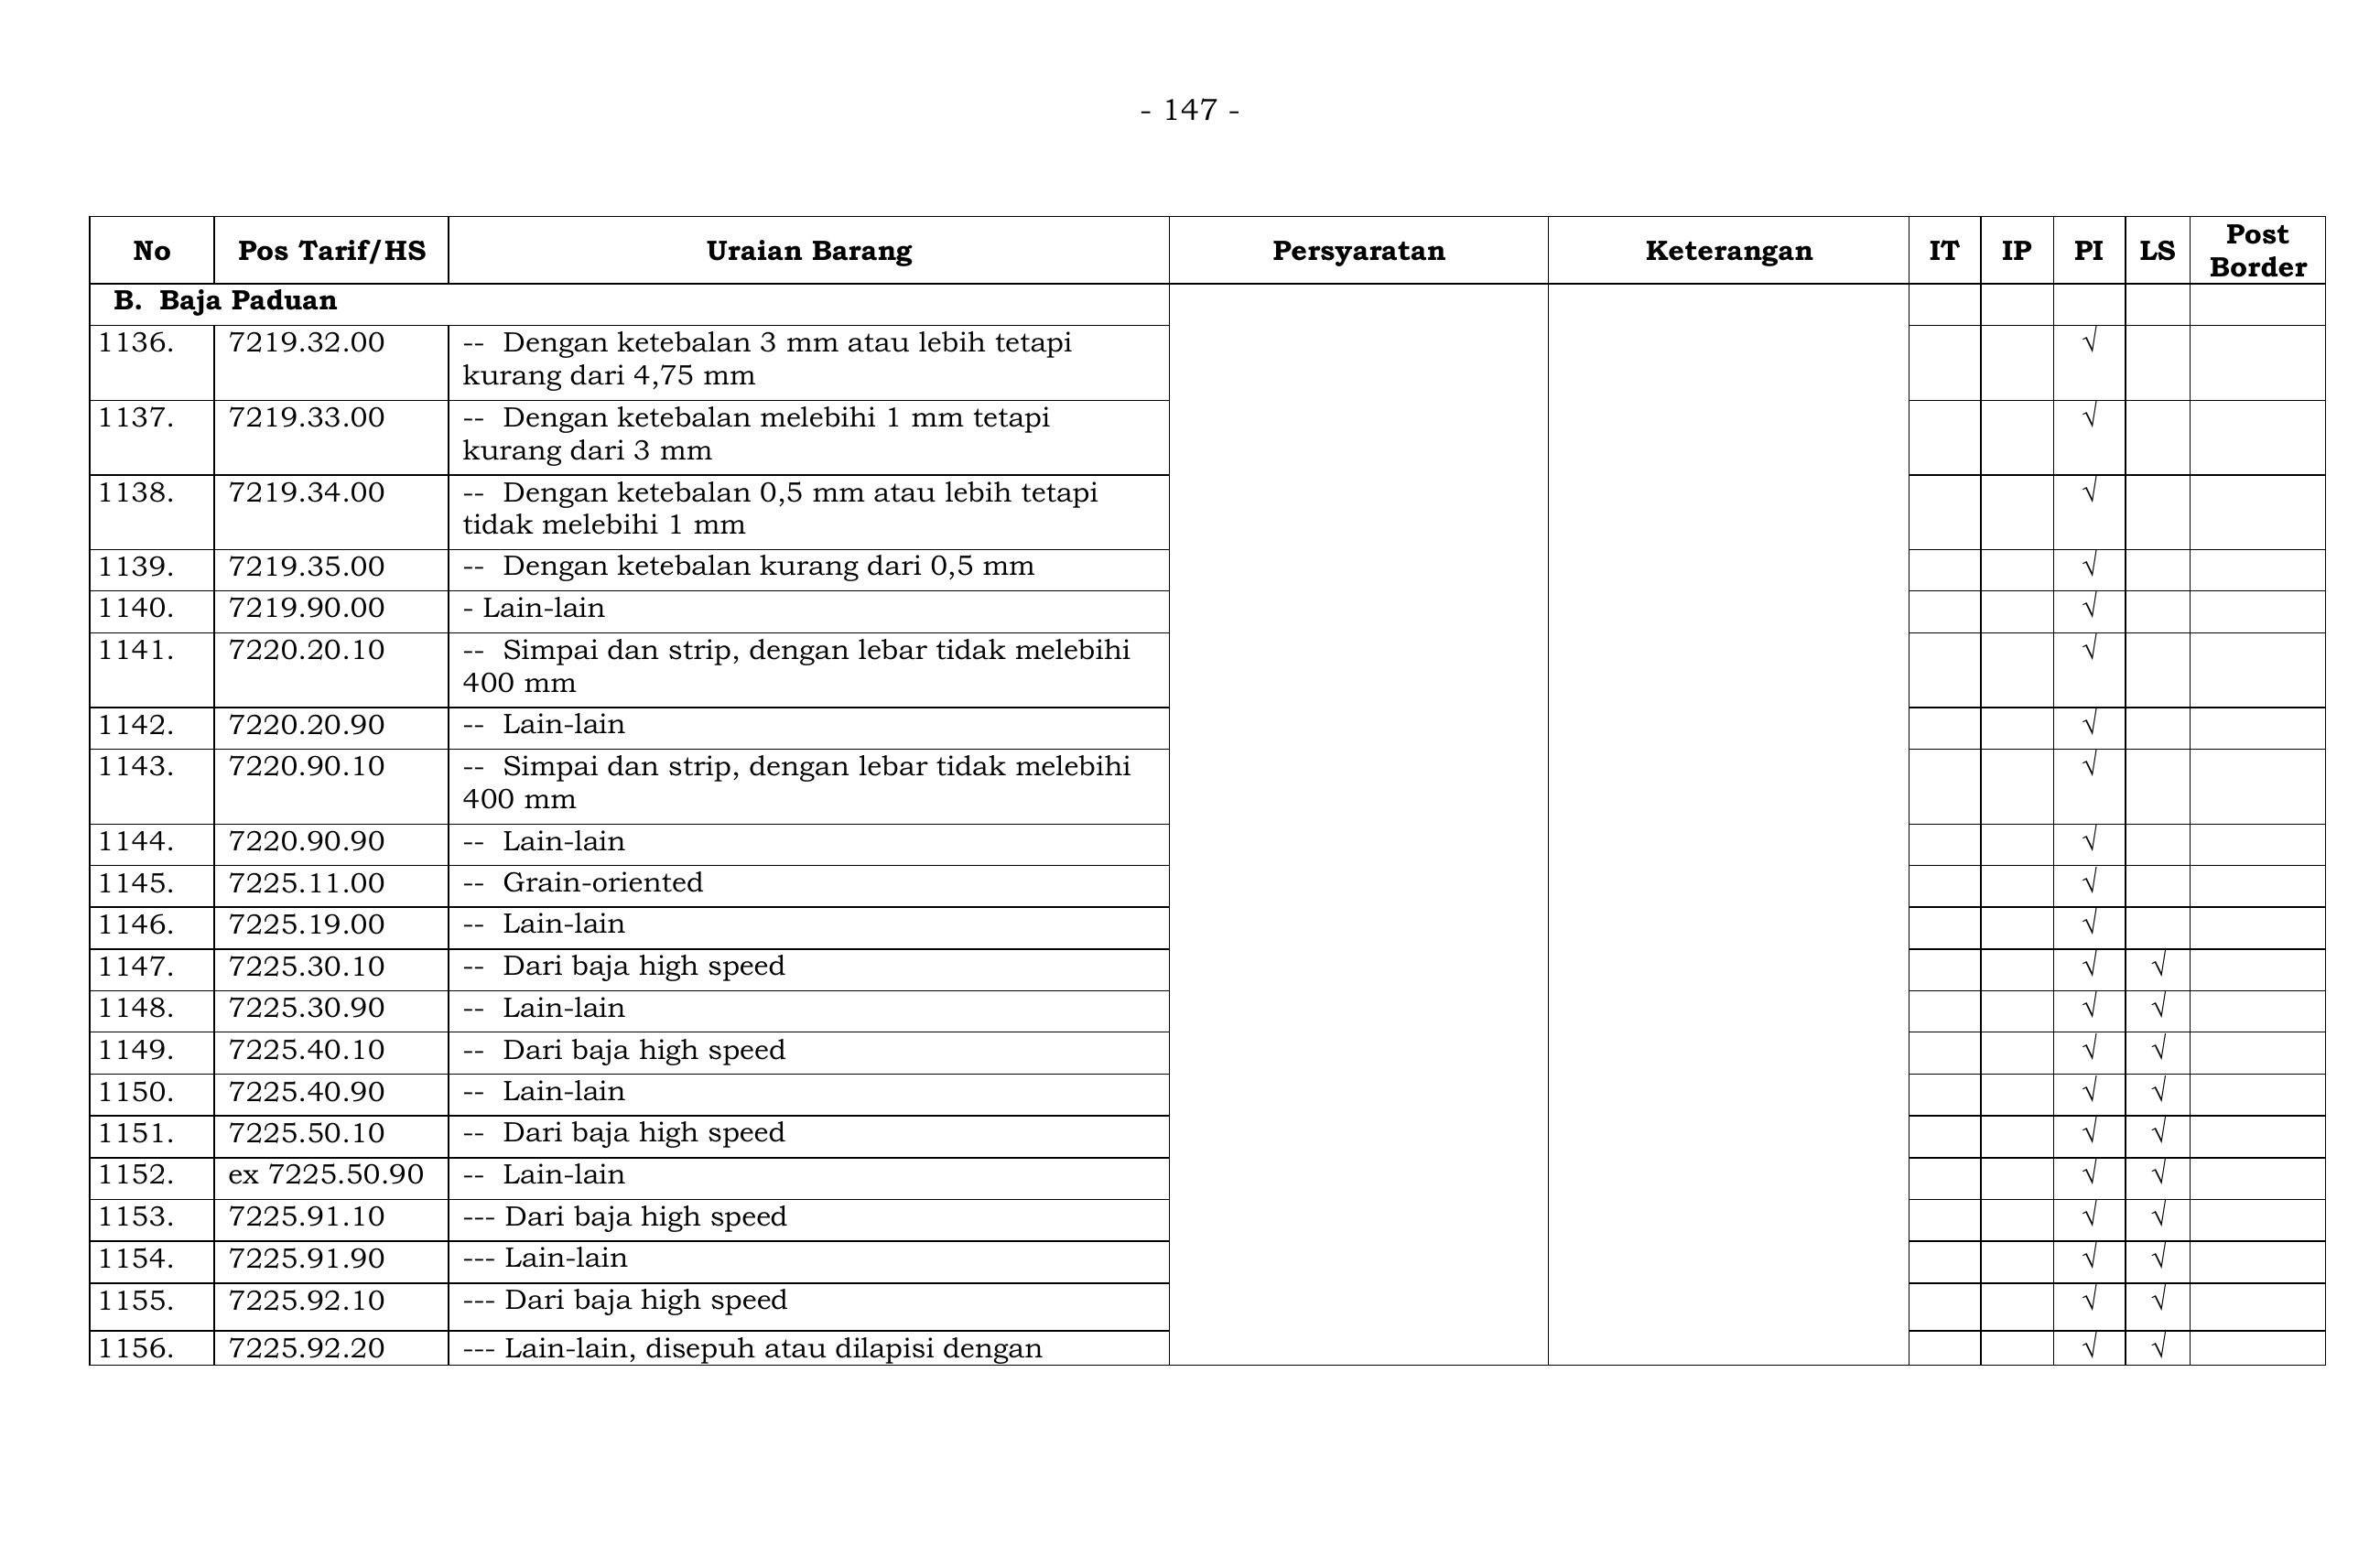 - 147 -
No Pos Tarif/HS Uraian Barang Persyaratan Keterangan IT IP PI LS Post Border
B. Baja Paduan
1136. 7219.32.00 -- Dengan ketebalan 3 mm atau lebih tetapi √
kurang dari 4,75 mm
1137. 7219.33.00 -- Dengan ketebalan melebihi 1 mm tetapi √
kurang dari 3 mm
1138. 7219.34.00 -- Dengan ketebalan 0,5 mm atau lebih tetapi √
tidak melebihi 1 mm
1139. 7219.35.00 -- Dengan ketebalan kurang dari 0,5 mm √
1140. 7219.90.00 - Lain-lain √
1141. 7220.20.10 -- Simpai dan strip, dengan lebar tidak melebihi √
400 mm
1142. 7220.20.90 -- Lain-lain √
1143. 7220.90.10 -- Simpai dan strip, dengan lebar tidak melebihi √
400 mm
1144. 7220.90.90 -- Lain-lain √
1145. 7225.11.00 -- Grain-oriented √
1146. 7225.19.00 -- Lain-lain √
1147. 7225.30.10 -- Dari baja high speed √ √
1148. 7225.30.90 -- Lain-lain √ √
1149. 7225.40.10 -- Dari baja high speed √ √
1150. 7225.40.90 -- Lain-lain √ √
1151. 7225.50.10 -- Dari baja high speed √ √
1152. ex 7225.50.90 -- Lain-lain √ √
1153. 7225.91.10 --- Dari baja high speed √ √
1154. 7225.91.90 --- Lain-lain √ √
1155. 7225.92.10 --- Dari baja high speed √ √
1156. 7225.92.20 --- Lain-lain, disepuh atau dilapisi dengan √ √